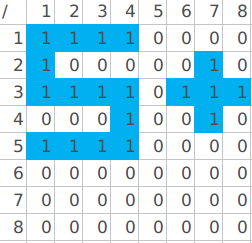 / 1 2 3 4 5 6 7 8
1 1 1 1 1 0 0 0 0
2 1 0 0 0 0 0 1 0
3 1 1 1 1 0 1 1 1
4 0 0 0 1 0 0 1 0
5 1 1 1 1 0 0 0 0
6 0 0 0 0 0 0 0 0
7 0 0 0 0 0 0 0 0
8 0 0 0 0 0 0 0 0